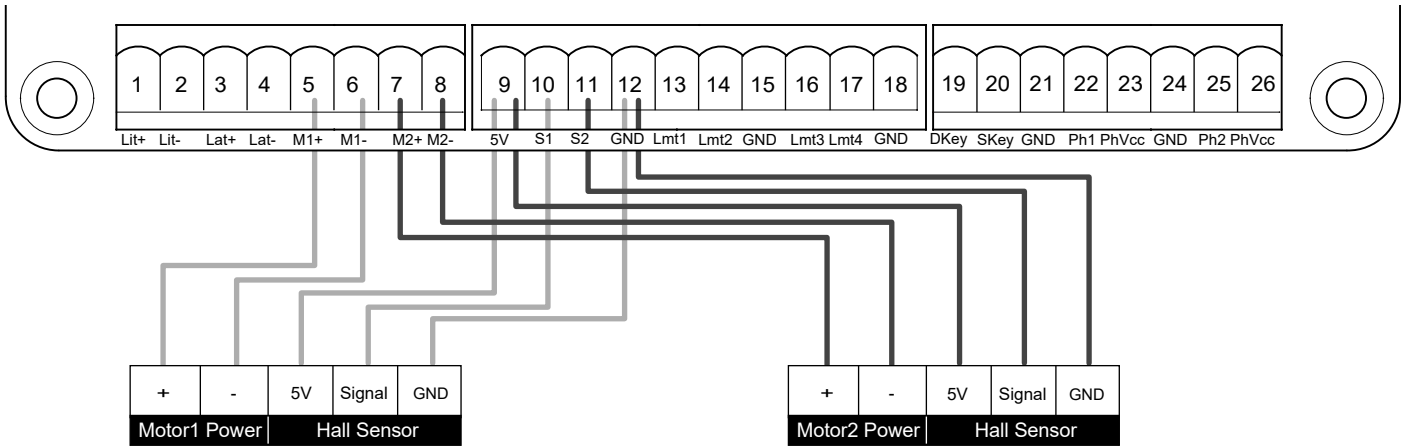 1 2 3 4 5 6 7 8 9 10 11 12 13 14 15 16 17 18 19 20 21 22 23 24 25 26
Lit+ Lit- Lat+ Lat- M1+ M1- M2+ M2- 5V S1 S2 GND Lmt1 Lmt2 GND Lmt3 Lmt4 GND DKey SKey GND Ph1 PhVcc GND Ph2 PhVcc
+ - 5V Signal GND + - 5V Signal GND
Motor1 Power Hall Sensor Motor2 Power Hall Sensor